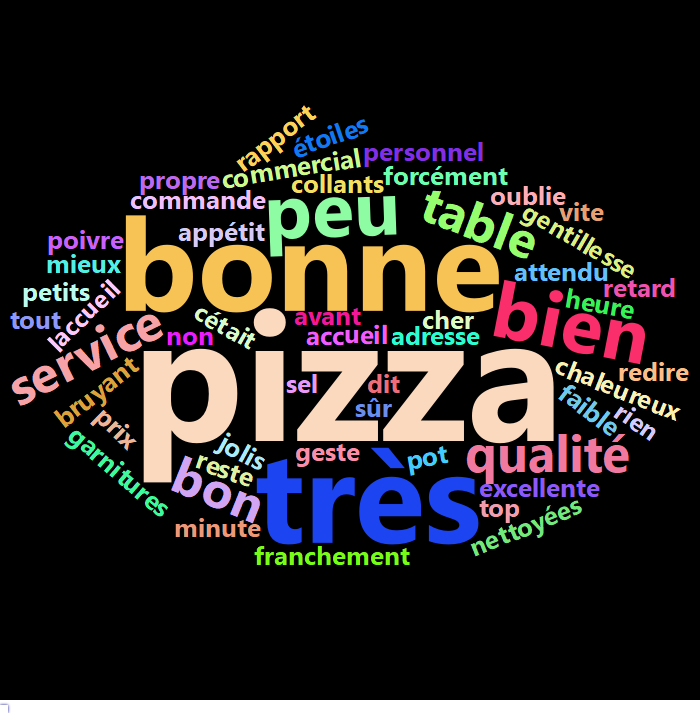 rapport
étoiles
commercial
personnel
propre
collants
forcément
commande
peu
table
oublie
vite
gentillesse
poivre
appétit
bonne
mieux
attendu
petits
laccueil
bien
heure
retard
tout
service
cétait
avant
cher
non
accueil
adresse
pizza
bruyant
sel
dit
sûr
chaleureux
redire
faible
rien
prix
garnitures
jolis
reste
geste
pot
qualité
bon
très
excellente
top
minute
nettoyées
franchement